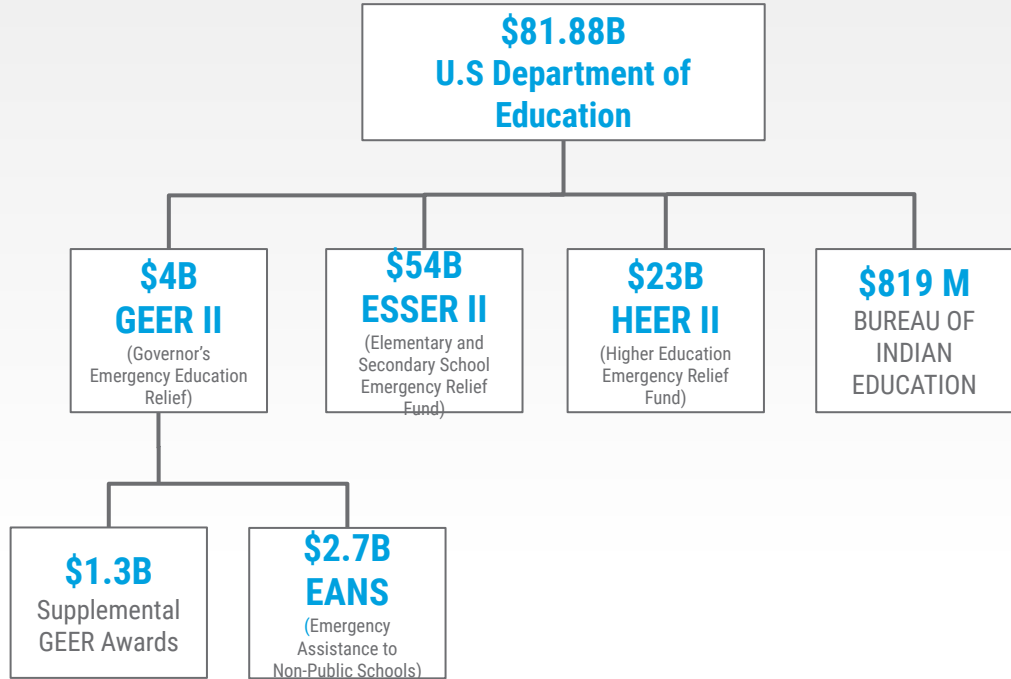 $81.88B
U.S Department of
Education
$4B
GEER II
(Governor’s
Emergency Education
Relief)
$54B
ESSER II
(Elementary and
Secondary School
Emergency Relief
Fund)
$23B
HEER II
(Higher Education
Emergency Relief
Fund)
$819 M
BUREAU OF
INDIAN
EDUCATION
$1.3B
Supplemental
GEER Awards
$2.7B
EANS
(Emergency
Assistance to
Non-Public Schools)